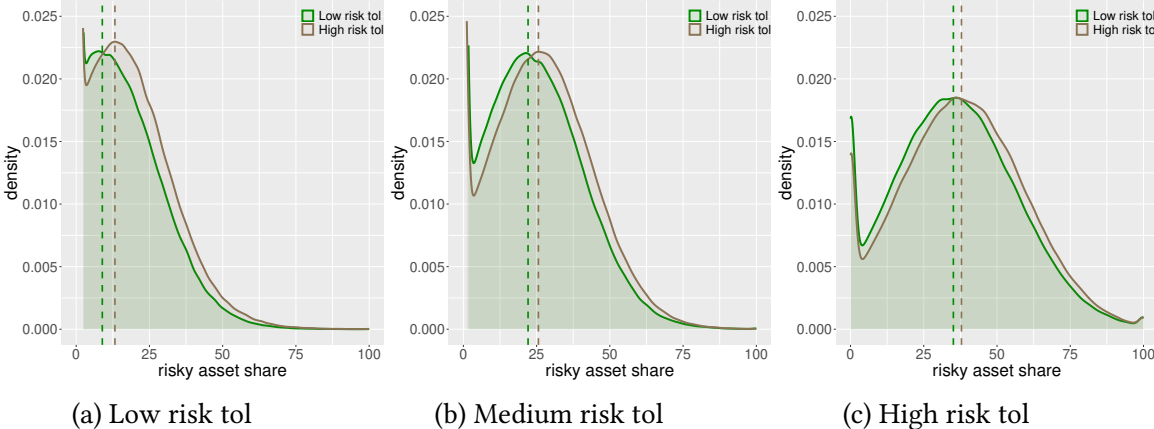 Low risk tol
High risk tol
0.025
0.020
0.015
0.010
0.005
0.000
density
0 25 50 75 100
risky asset share
(a) Low risk tol
Low risk tol
High risk tol
0.025
0.020
0.015
0.010
0.005
0.000
density
0 25 50 75 100
risky asset share
(b) Medium risk tol
Low risk tol
High risk tol
0.025
0.020
0.015
0.010
0.005
0.000
density
0 25 50 75 100
risky asset share
(c) High risk tol